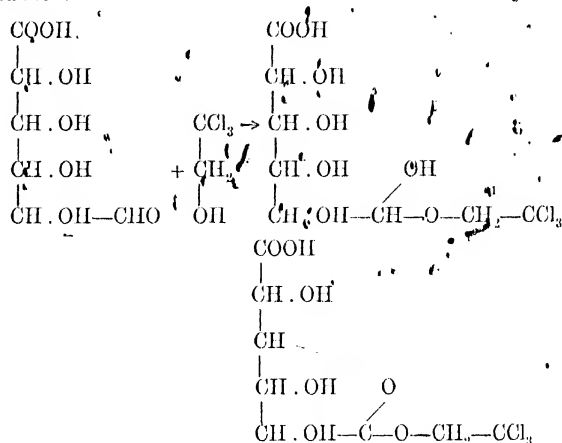 COOH COOH
CH . OH CH . OH
CH . OH CCl₃ → CH . OH
CH . OH + CH₂ CH . OH OH
CH . OH—CHO OH CH . OH—CH—O—CH₂—CCl₃
COOH
CH . OH
CH
CH . OH O
CH . OH—C—O—CH₂—CCl₃